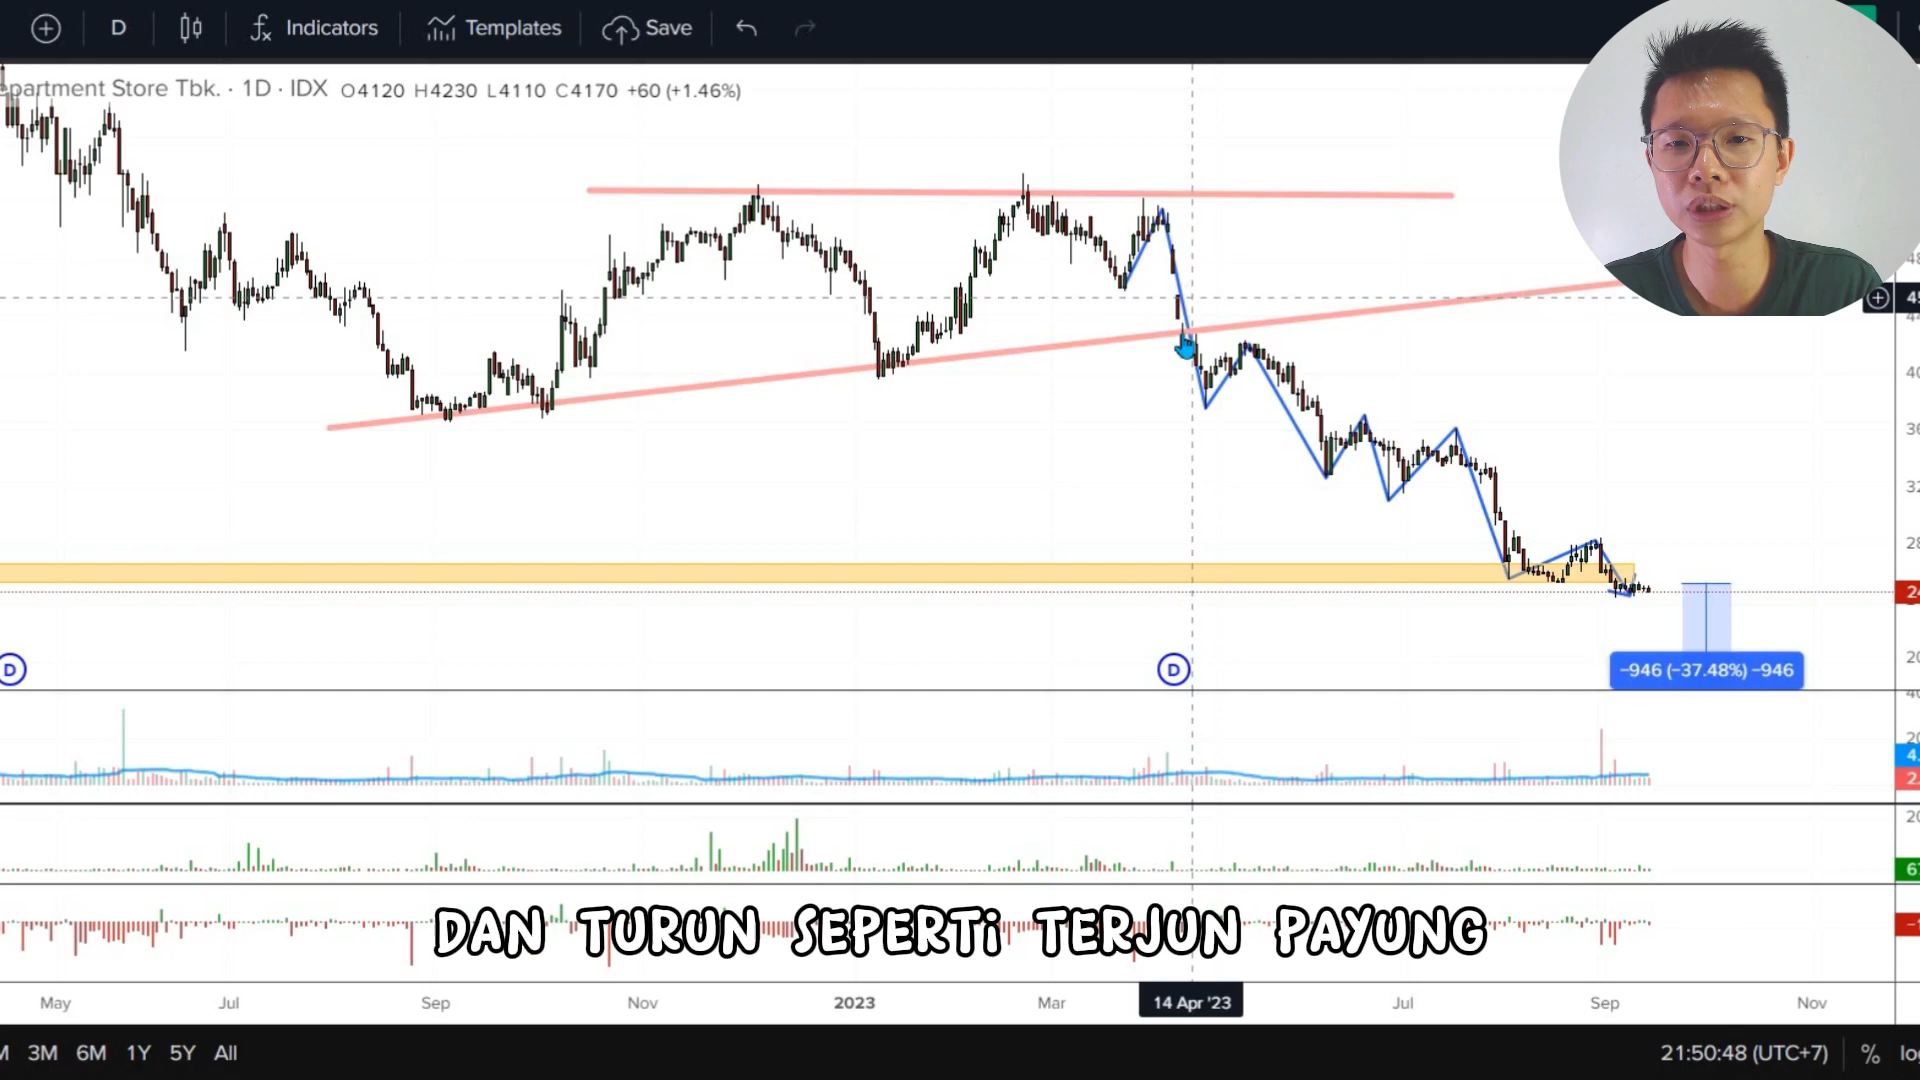 D Indicators Templates Save
partment Store Tbk. · 1D · IDX O4120 H4230 L4110 C4170 +60 (+1.46%)
D
D
−946 (−37.48%) −946
DAN TURUN SEPERTI TERJUN PAYUNG
May Jul Sep Nov 2023 Mar 14 Apr '23 Jul Sep Nov
3M 6M 1Y 5Y All 21:50:48 (UTC+7) %